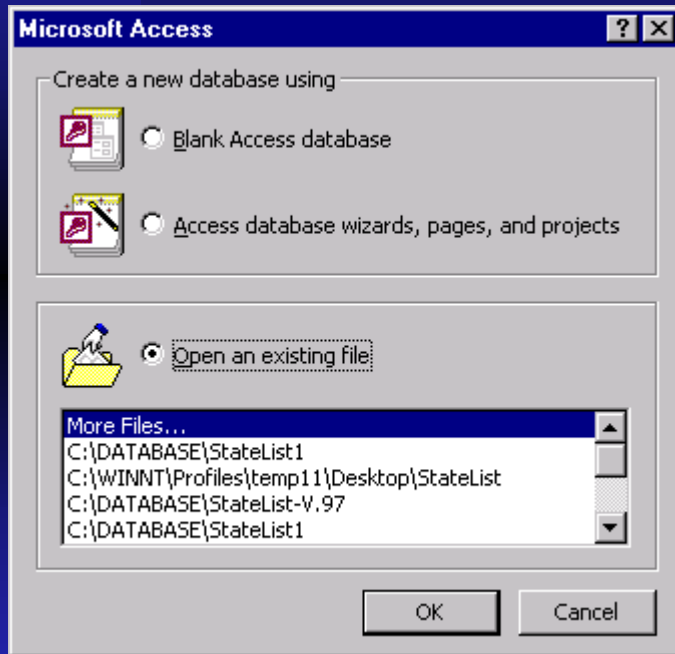 Microsoft Access
Create a new database using
Blank Access database
Access database wizards, pages, and projects
Open an existing file
More Files...
C:\DATABASE\StateList1
C:\WINNT\Profiles\temp11\Desktop\StateList
C:\DATABASE\StateList-V.97
C:\DATABASE\StateList1
OK Cancel